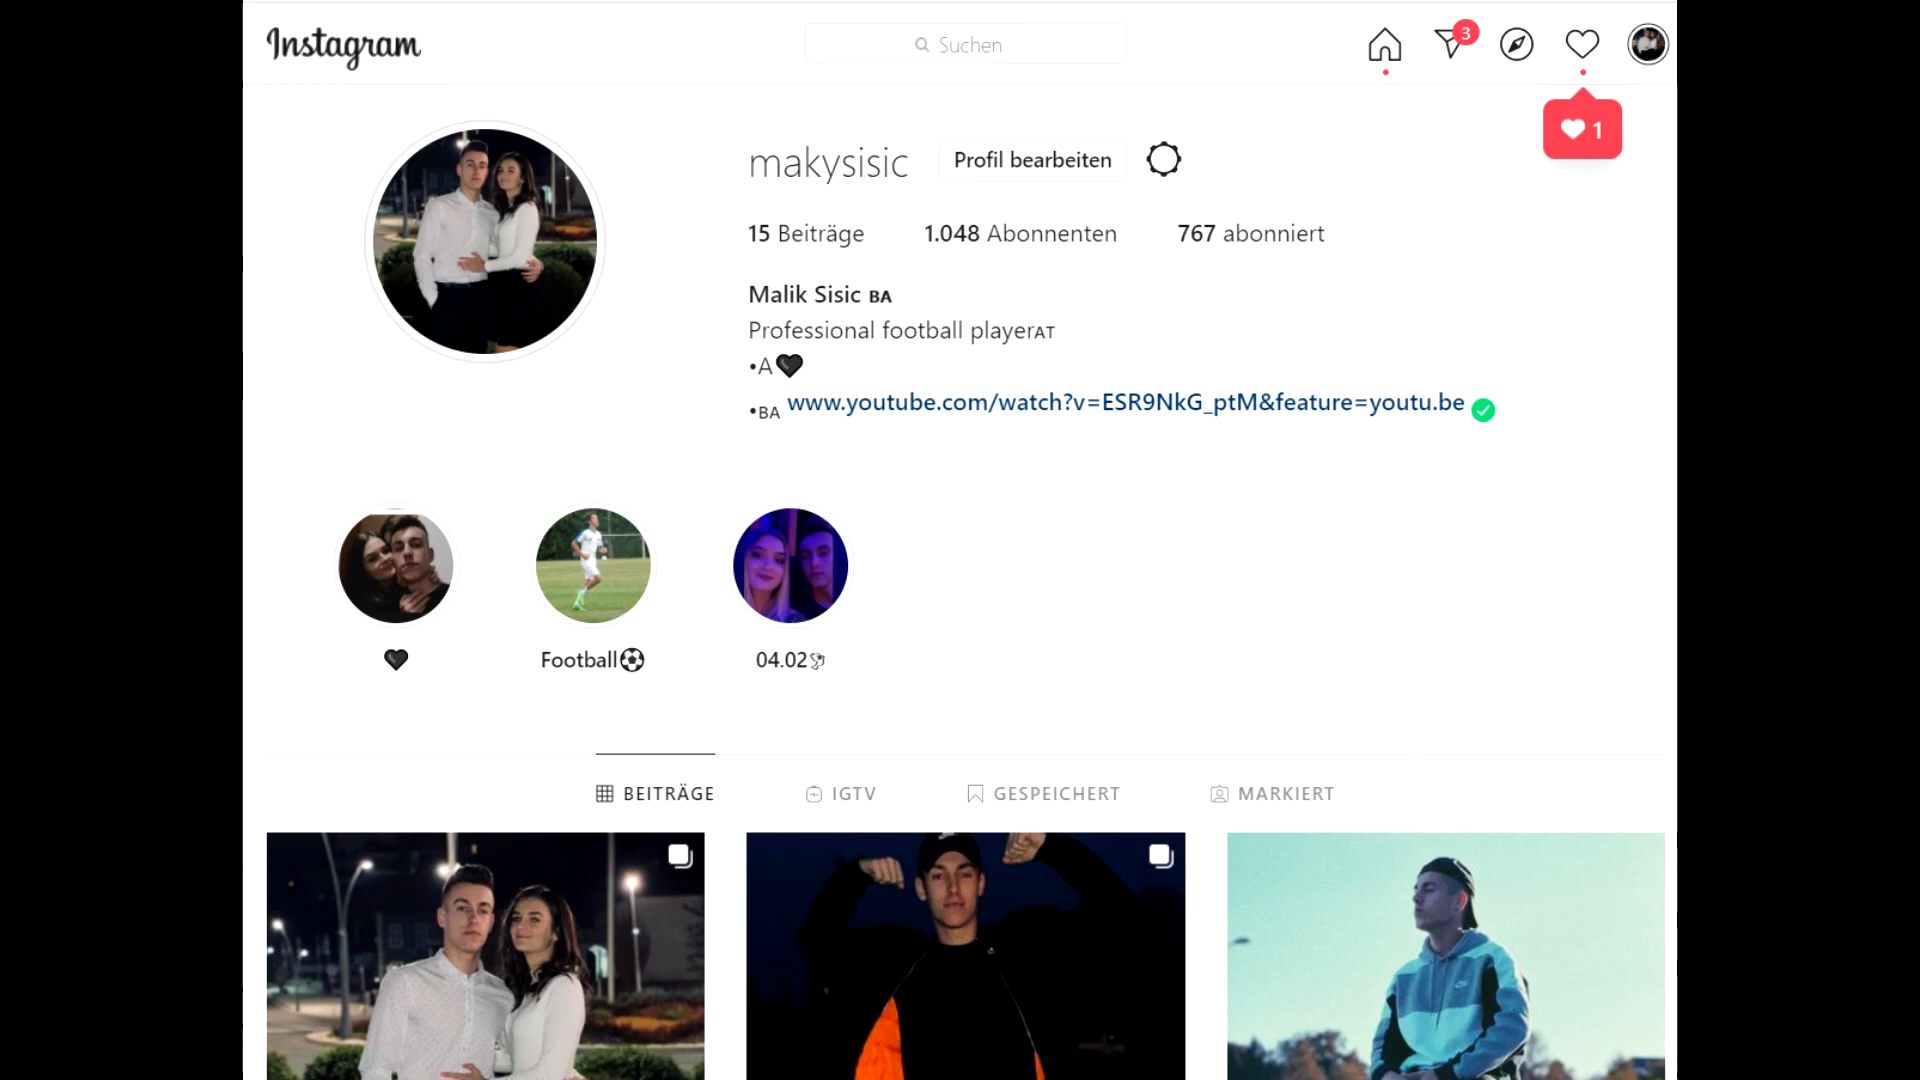 Instagram
Suchen
3
1
makysisic
Profil bearbeiten
15 Beiträge
1.048 Abonnenten
767 abonniert
Malik Sisic BA
Professional football playerAT
•A🖤
•BA www.youtube.com/watch?v=ESR9NkG_ptM&feature=youtu.be
🖤
Football⚽
04.02
BEITRÄGE
IGTV
GESPEICHERT
MARKIERT